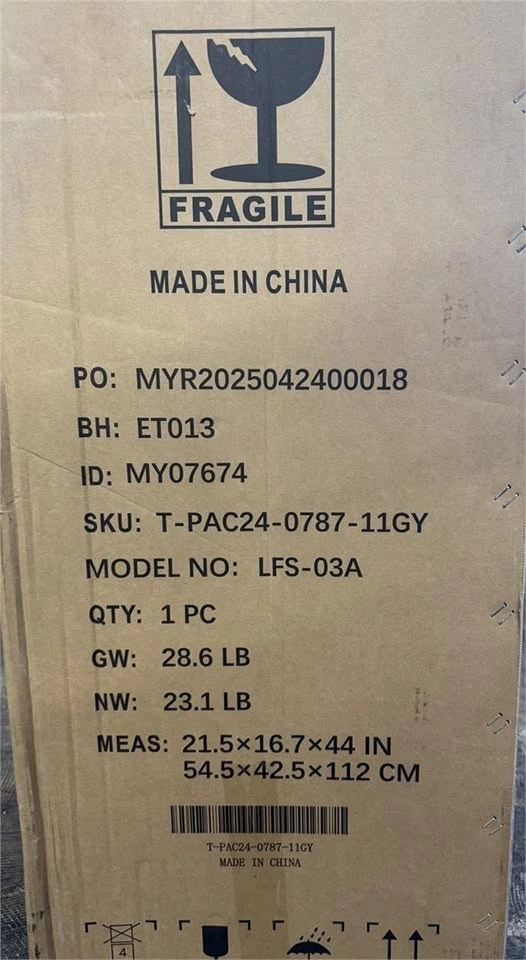 FRAGILE
MADE IN CHINA
PO: MYR2025042400018
BH: ET013
ID: MY07674
SKU: T-PAC24-0787-11GY
MODEL NO: LFS-03A
QTY: 1 PC
GW: 28.6 LB
NW: 23.1 LB
MEAS: 21.5×16.7×44 IN
54.5×42.5×112 CM
T-PAC24-0787-11GY
MADE IN CHINA
4